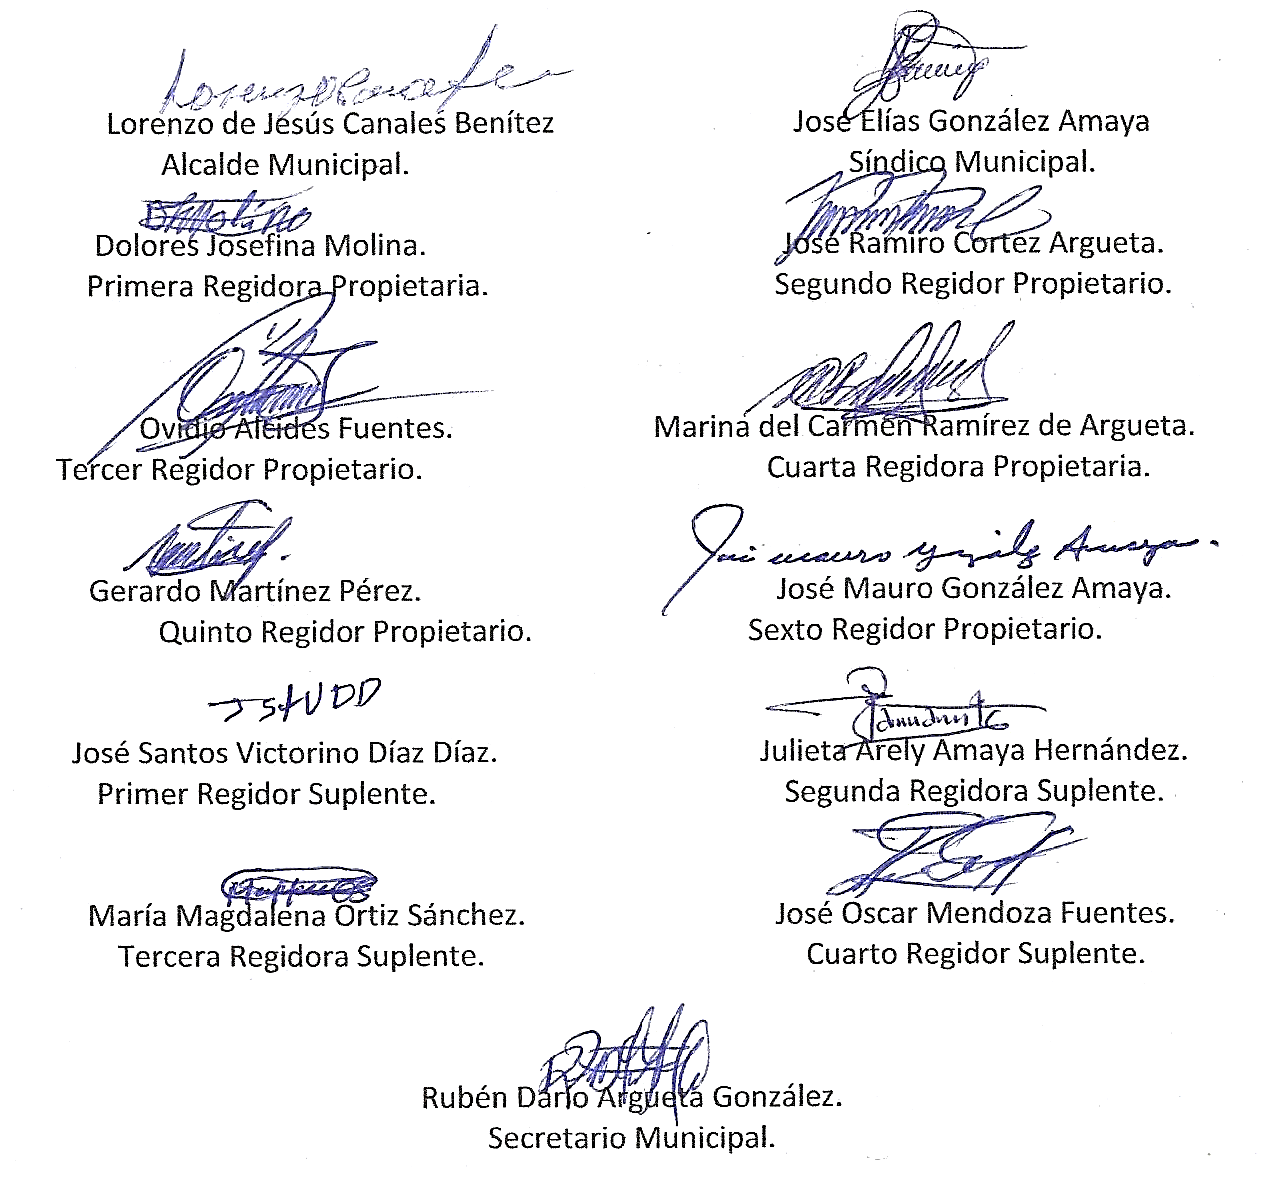 Lorenzo de Jesús Canales Benítez
Alcalde Municipal.
José Elías González Amaya
Síndico Municipal.
Dolores Josefina Molina.
Primera Regidora Propietaria.
José Ramiro Cortez Argueta.
Segundo Regidor Propietario.
Ovidio Alcides Fuentes.
Tercer Regidor Propietario.
Marina del Carmen Ramírez de Argueta.
Cuarta Regidora Propietaria.
Gerardo Martínez Pérez.
Quinto Regidor Propietario.
José Mauro González Amaya.
Sexto Regidor Propietario.
José Santos Victorino Díaz Díaz.
Primer Regidor Suplente.
Julieta Arely Amaya Hernández.
Segunda Regidora Suplente.
María Magdalena Ortiz Sánchez.
Tercera Regidora Suplente.
José Oscar Mendoza Fuentes.
Cuarto Regidor Suplente.
Rubén Darío Argueta González.
Secretario Municipal.